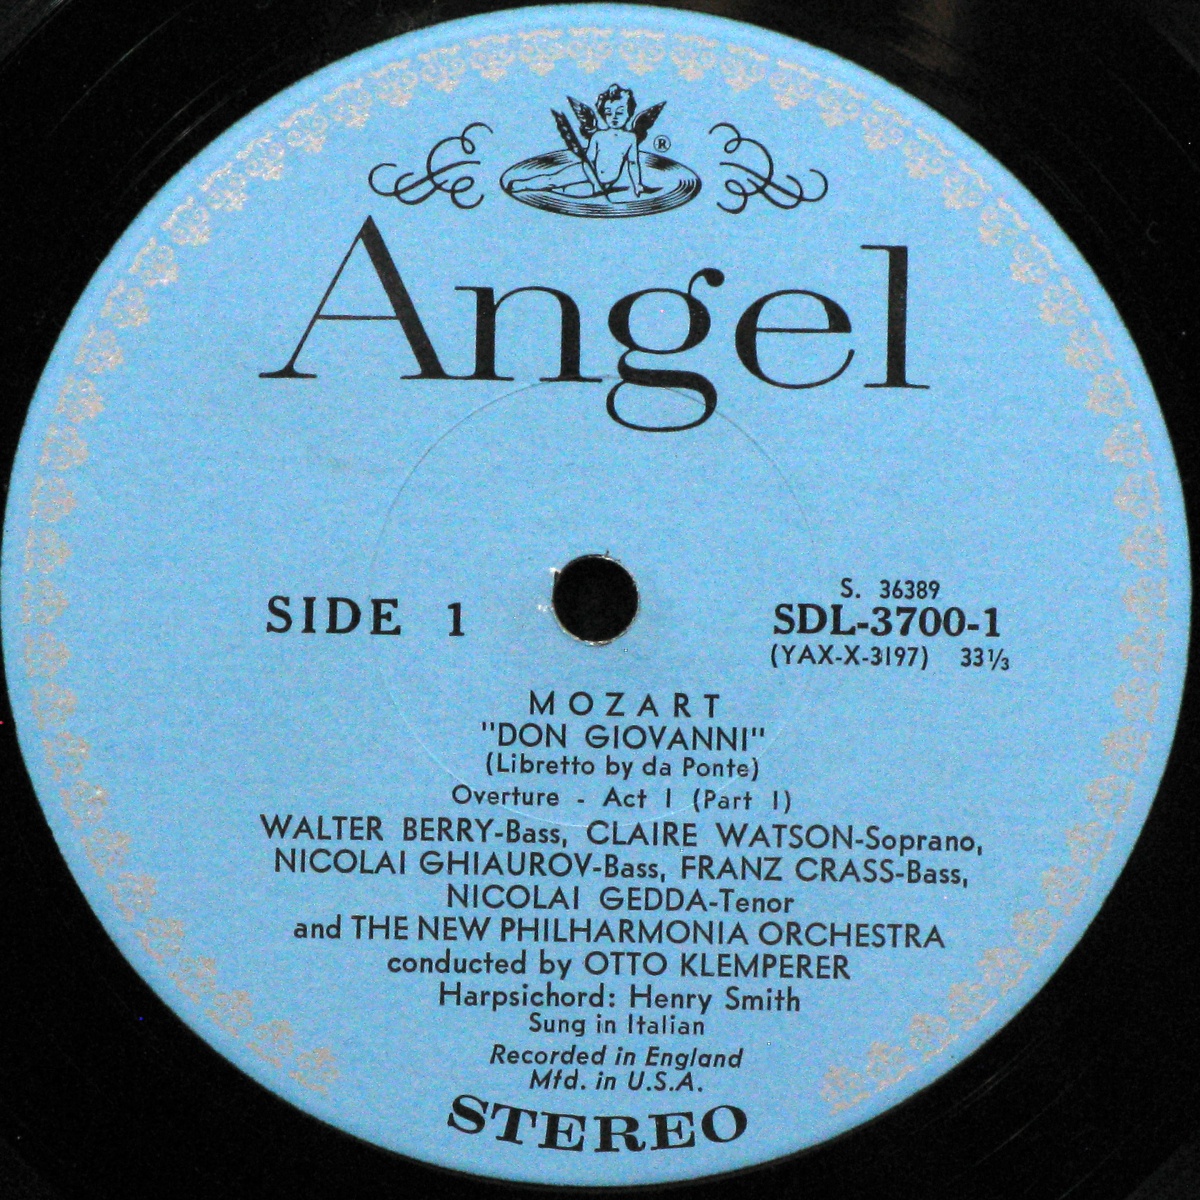 ®
Angel
SIDE 1
S. 36389
SDL-3700-1
(YAX-X-3197) 33⅓
MOZART
"DON GIOVANNI"
(Libretto by da Ponte)
Overture - Act 1 (Part 1)
WALTER BERRY-Bass, CLAIRE WATSON-Soprano,
NICOLAI GHIAUROV-Bass, FRANZ CRASS-Bass,
NICOLAI GEDDA-Tenor
and THE NEW PHILHARMONIA ORCHESTRA
conducted by OTTO KLEMPERER
Harpsichord: Henry Smith
Sung in Italian
Recorded in England
Mfd. in U.S.A.
STEREO